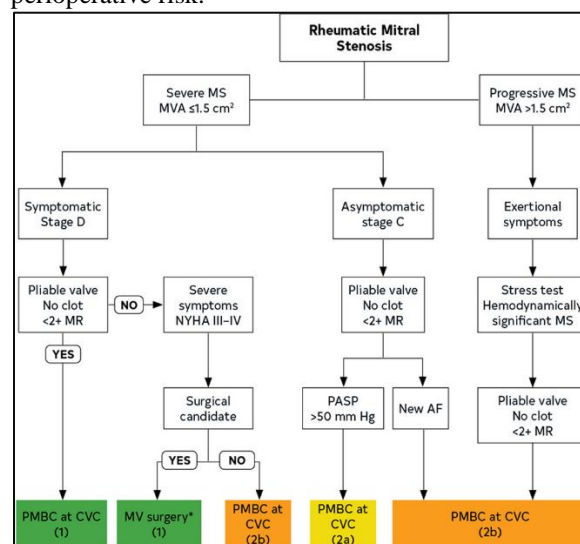 perioperative risk.
Rheumatic Mitral
Stenosis
Severe MS
MVA ≤1.5 cm²
Progressive MS
MVA >1.5 cm²
Symptomatic
Stage D
Asymptomatic
stage C
Exertional
symptoms
Pliable valve
No clot
<2+ MR
NO
Severe
symptoms
NYHA III–IV
Pliable valve
No clot
<2+ MR
Stress test
Hemodynamically
significant MS
YES
Surgical
candidate
PASP
>50 mm Hg
New AF
Pliable valve
No clot
<2+ MR
YES
NO
PMBC at CVC
(1)
MV surgery*
(1)
PMBC at
CVC
(2b)
PMBC at
CVC
(2a)
PMBC at CVC
(2b)